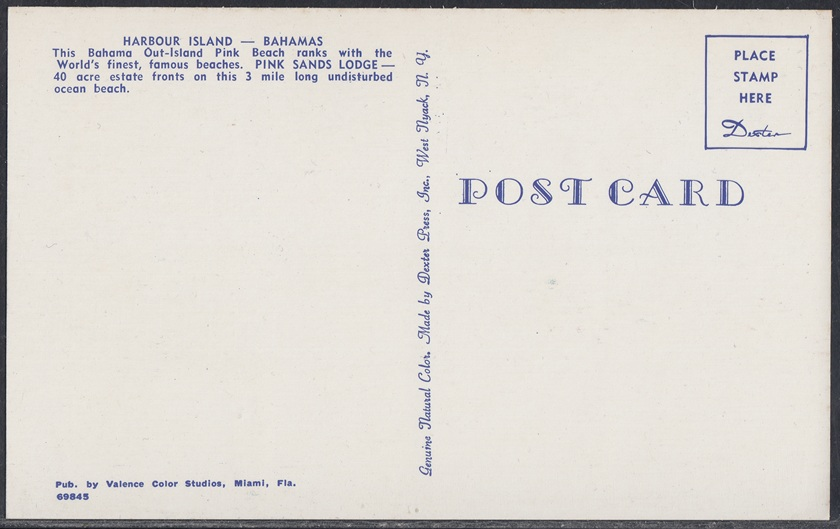 HARBOUR ISLAND — BAHAMAS
This Bahama Out-Island Pink Beach ranks with the
World's finest, famous beaches. PINK SANDS LODGE —
40 acre estate fronts on this 3 mile long undisturbed
ocean beach.
Pub. by Valence Color Studios, Miami, Fla.
69845
Genuine Natural Color. Made by Dexter Press, Inc., West Nyack, N. Y.
PLACE
STAMP
HERE
Dexter
POST CARD